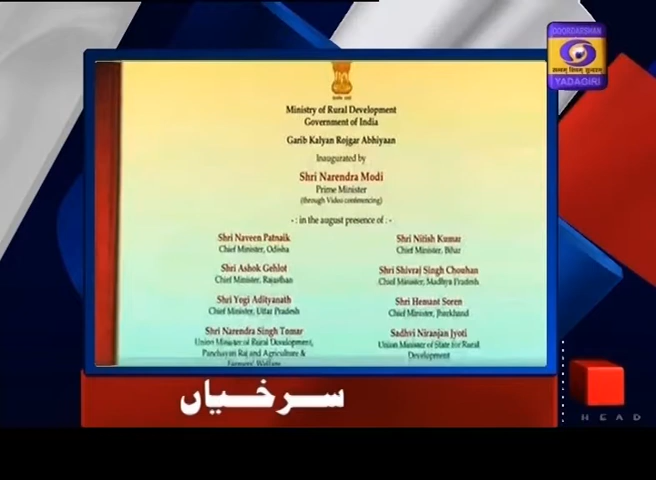 DOORDARSHAN
सत्यम् शिवम् सुन्दरम्
YADAGIRI
Ministry of Rural Development
Government of India
Garib Kalyan Rojgar Abhiyaan
Inaugurated by
Shri Narendra Modi
Prime Minister
(through Video conferencing)
- : in the august presence of : -
Shri Naveen Patnaik
Chief Minister, Odisha
Shri Nitish Kumar
Chief Minister, Bihar
Shri Ashok Gehlot
Chief Minister, Rajasthan
Shri Shivraj Singh Chouhan
Chief Minister, Madhya Pradesh
Shri Yogi Adityanath
Chief Minister, Uttar Pradesh
Shri Hemant Soren
Chief Minister, Jharkhand
Shri Narendra Singh Tomar
Union Minister of Rural Development,
Panchayati Raj and Agriculture &
Farmers' Welfare
Sadhvi Niranjan Jyoti
Union Minister of State for Rural
Development
سرخیاں
HEAD